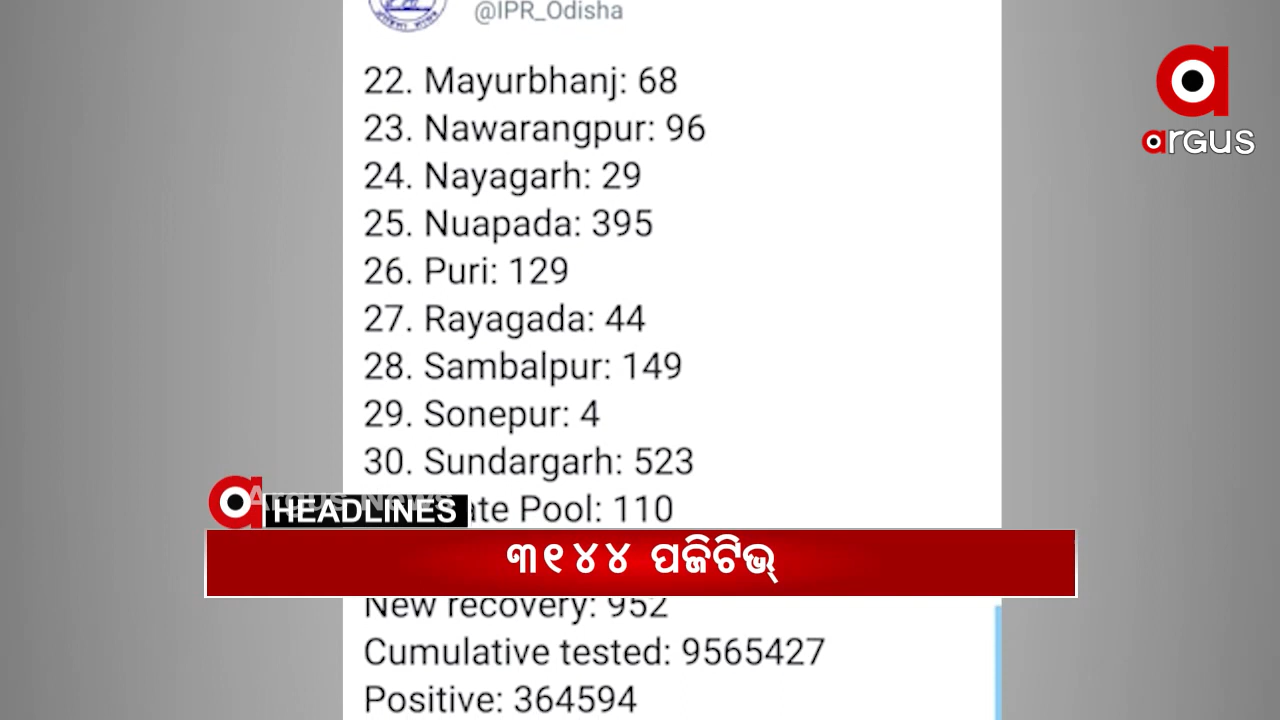 @IPR_Odisha
22. Mayurbhanj: 68
23. Nawarangpur: 96
24. Nayagarh: 29
25. Nuapada: 395
26. Puri: 129
27. Rayagada: 44
28. Sambalpur: 149
29. Sonepur: 4
30. Sundargarh: 523
ate Pool: 110
New recovery: 952
Cumulative tested: 9565427
Positive: 364594
argus
Argus News
HEADLINES
୩୧୪୪ ପଜିଟିଭ୍